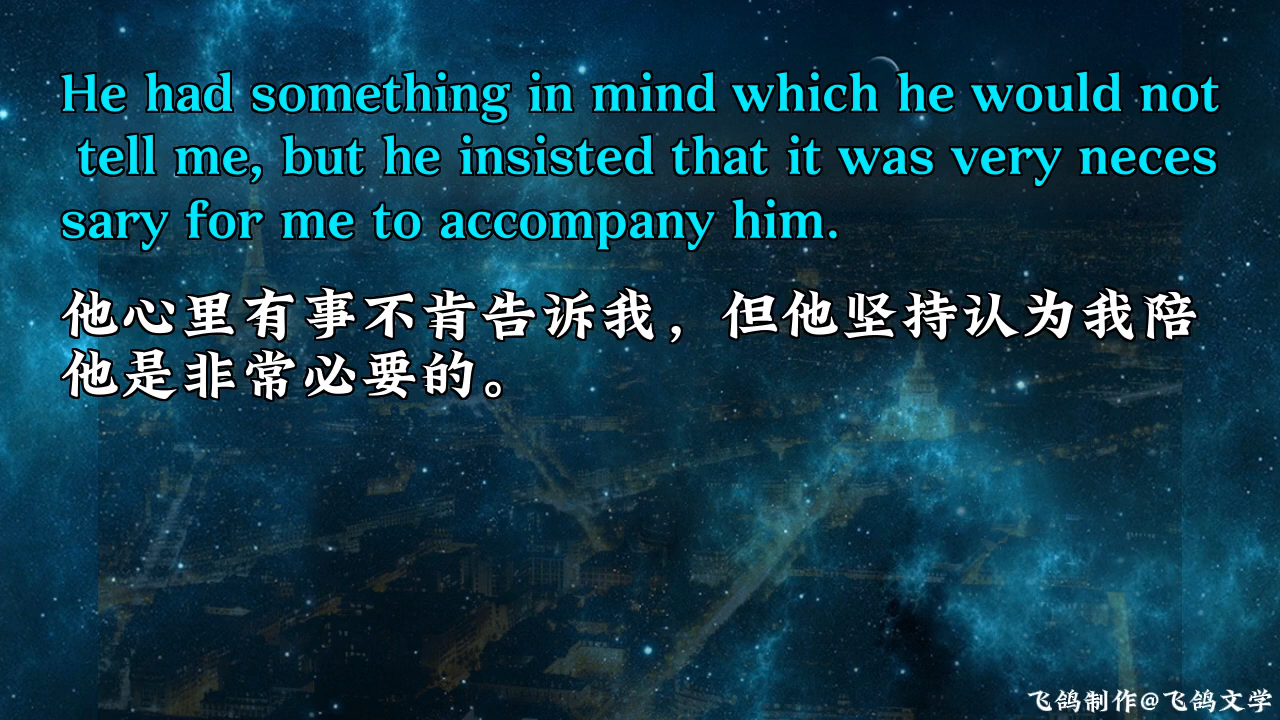 He had something in mind which he would not
tell me, but he insisted that it was very neces
sary for me to accompany him.
他心里有事不肯告诉我，但他坚持认为我陪
他是非常必要的。
飞鸽制作@飞鸽文学